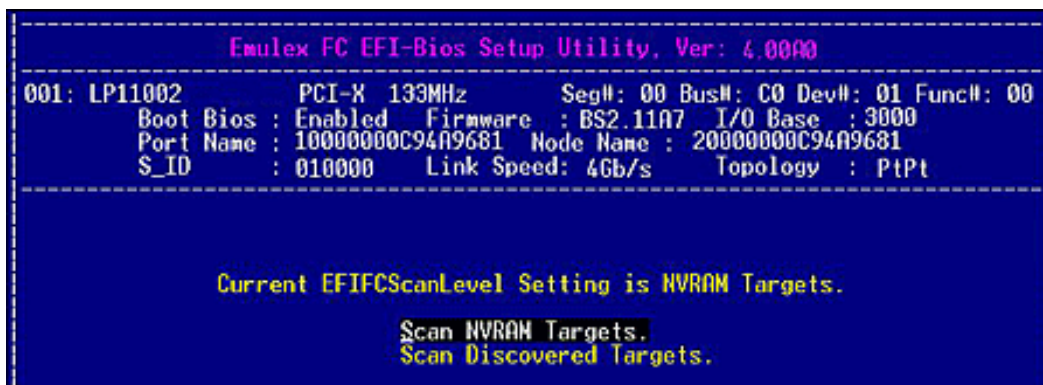 Emulex FC EFI-Bios Setup Utility, Ver: 4.00A0
001: LP11002 PCI-X 133MHz Seg#: 00 Bus#: C0 Dev#: 01 Func#: 00
Boot Bios : Enabled Firmware : BS2.11A7 I/O Base : 3000
Port Name : 10000000C94A9681 Node Name : 20000000C94A9681
S_ID : 010000 Link Speed: 4Gb/s Topology : PtPt
Current EFIFCScanLevel Setting is NVRAM Targets.
Scan NVRAM Targets.
Scan Discovered Targets.